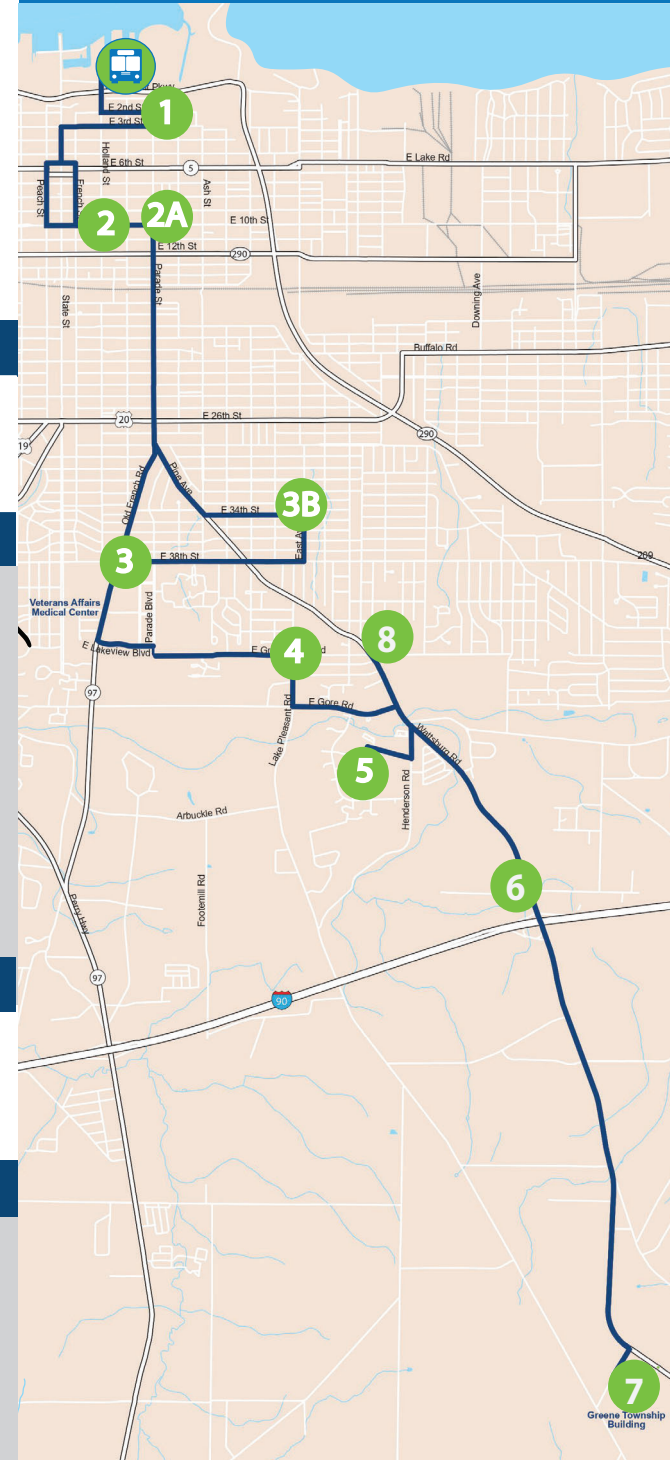 Pkwy
E 2nd S
1
E 3rd St
Holland St
E 6th St
5
E Lake Rd
Peach St
French
Ash St
2
2A
E 10th St
E 12th St
290
Parade St
State St
Downing Ave
Buffalo Rd
20
E 26th St
19
290
Old French Rd
Pine Ave
E 34th St
3B
East A
3
E 38th St
269
Veterans Affairs
Medical Center
Parade Blvd
E Lakeview Blvd
E G
4
8
97
Lake Pleasant Rd
E Gore Rd
Wattsburg Rd
5
Henderson Rd
Arbuckle Rd
Footemill Rd
6
Perry Hwy
97
90
7
Greene Township
Building